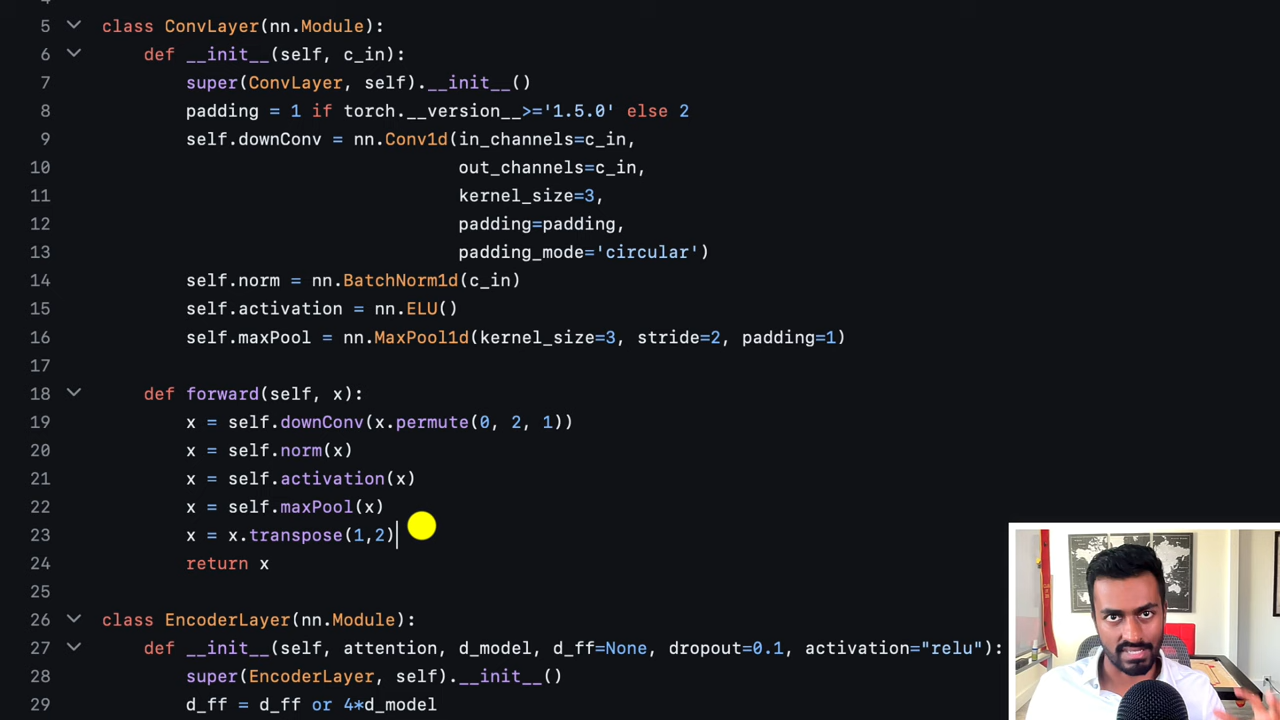 5 class ConvLayer(nn.Module):
6 def __init__(self, c_in):
7 super(ConvLayer, self).__init__()
8 padding = 1 if torch.__version__>='1.5.0' else 2
9 self.downConv = nn.Conv1d(in_channels=c_in,
10 out_channels=c_in,
11 kernel_size=3,
12 padding=padding,
13 padding_mode='circular')
14 self.norm = nn.BatchNorm1d(c_in)
15 self.activation = nn.ELU()
16 self.maxPool = nn.MaxPool1d(kernel_size=3, stride=2, padding=1)
17
18 def forward(self, x):
19 x = self.downConv(x.permute(0, 2, 1))
20 x = self.norm(x)
21 x = self.activation(x)
22 x = self.maxPool(x)
23 x = x.transpose(1,2)
24 return x
25
26 class EncoderLayer(nn.Module):
27 def __init__(self, attention, d_model, d_ff=None, dropout=0.1, activation="relu"):
28 super(EncoderLayer, self).__init__()
29 d_ff = d_ff or 4*d_model